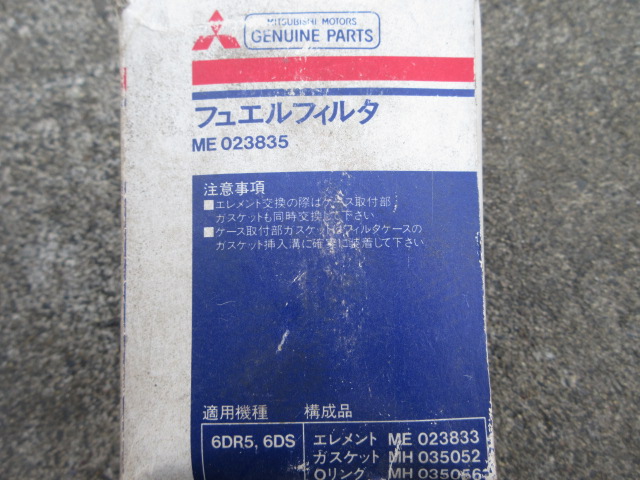 MITSUBISHI MOTORS
GENUINE PARTS
フュエルフィルタ
ME 023835
注意事項
■エレメント交換の際はケース取付部
ガスケットも同時交換して下さい
■ケース取付部ガスケットはフィルタケースの
ガスケット挿入溝に確実に装着して下さい
適用機種 構成品
6DR5, 6DS エレメント ME 023833
ガスケット MH 035052
Oリング MH 035056